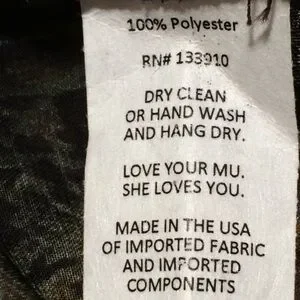 100% Polyester
RN# 133910
DRY CLEAN
OR HAND WASH
AND HANG DRY.
LOVE YOUR MU.
SHE LOVES YOU.
MADE IN THE USA
OF IMPORTED FABRIC
AND IMPORTED
COMPONENTS